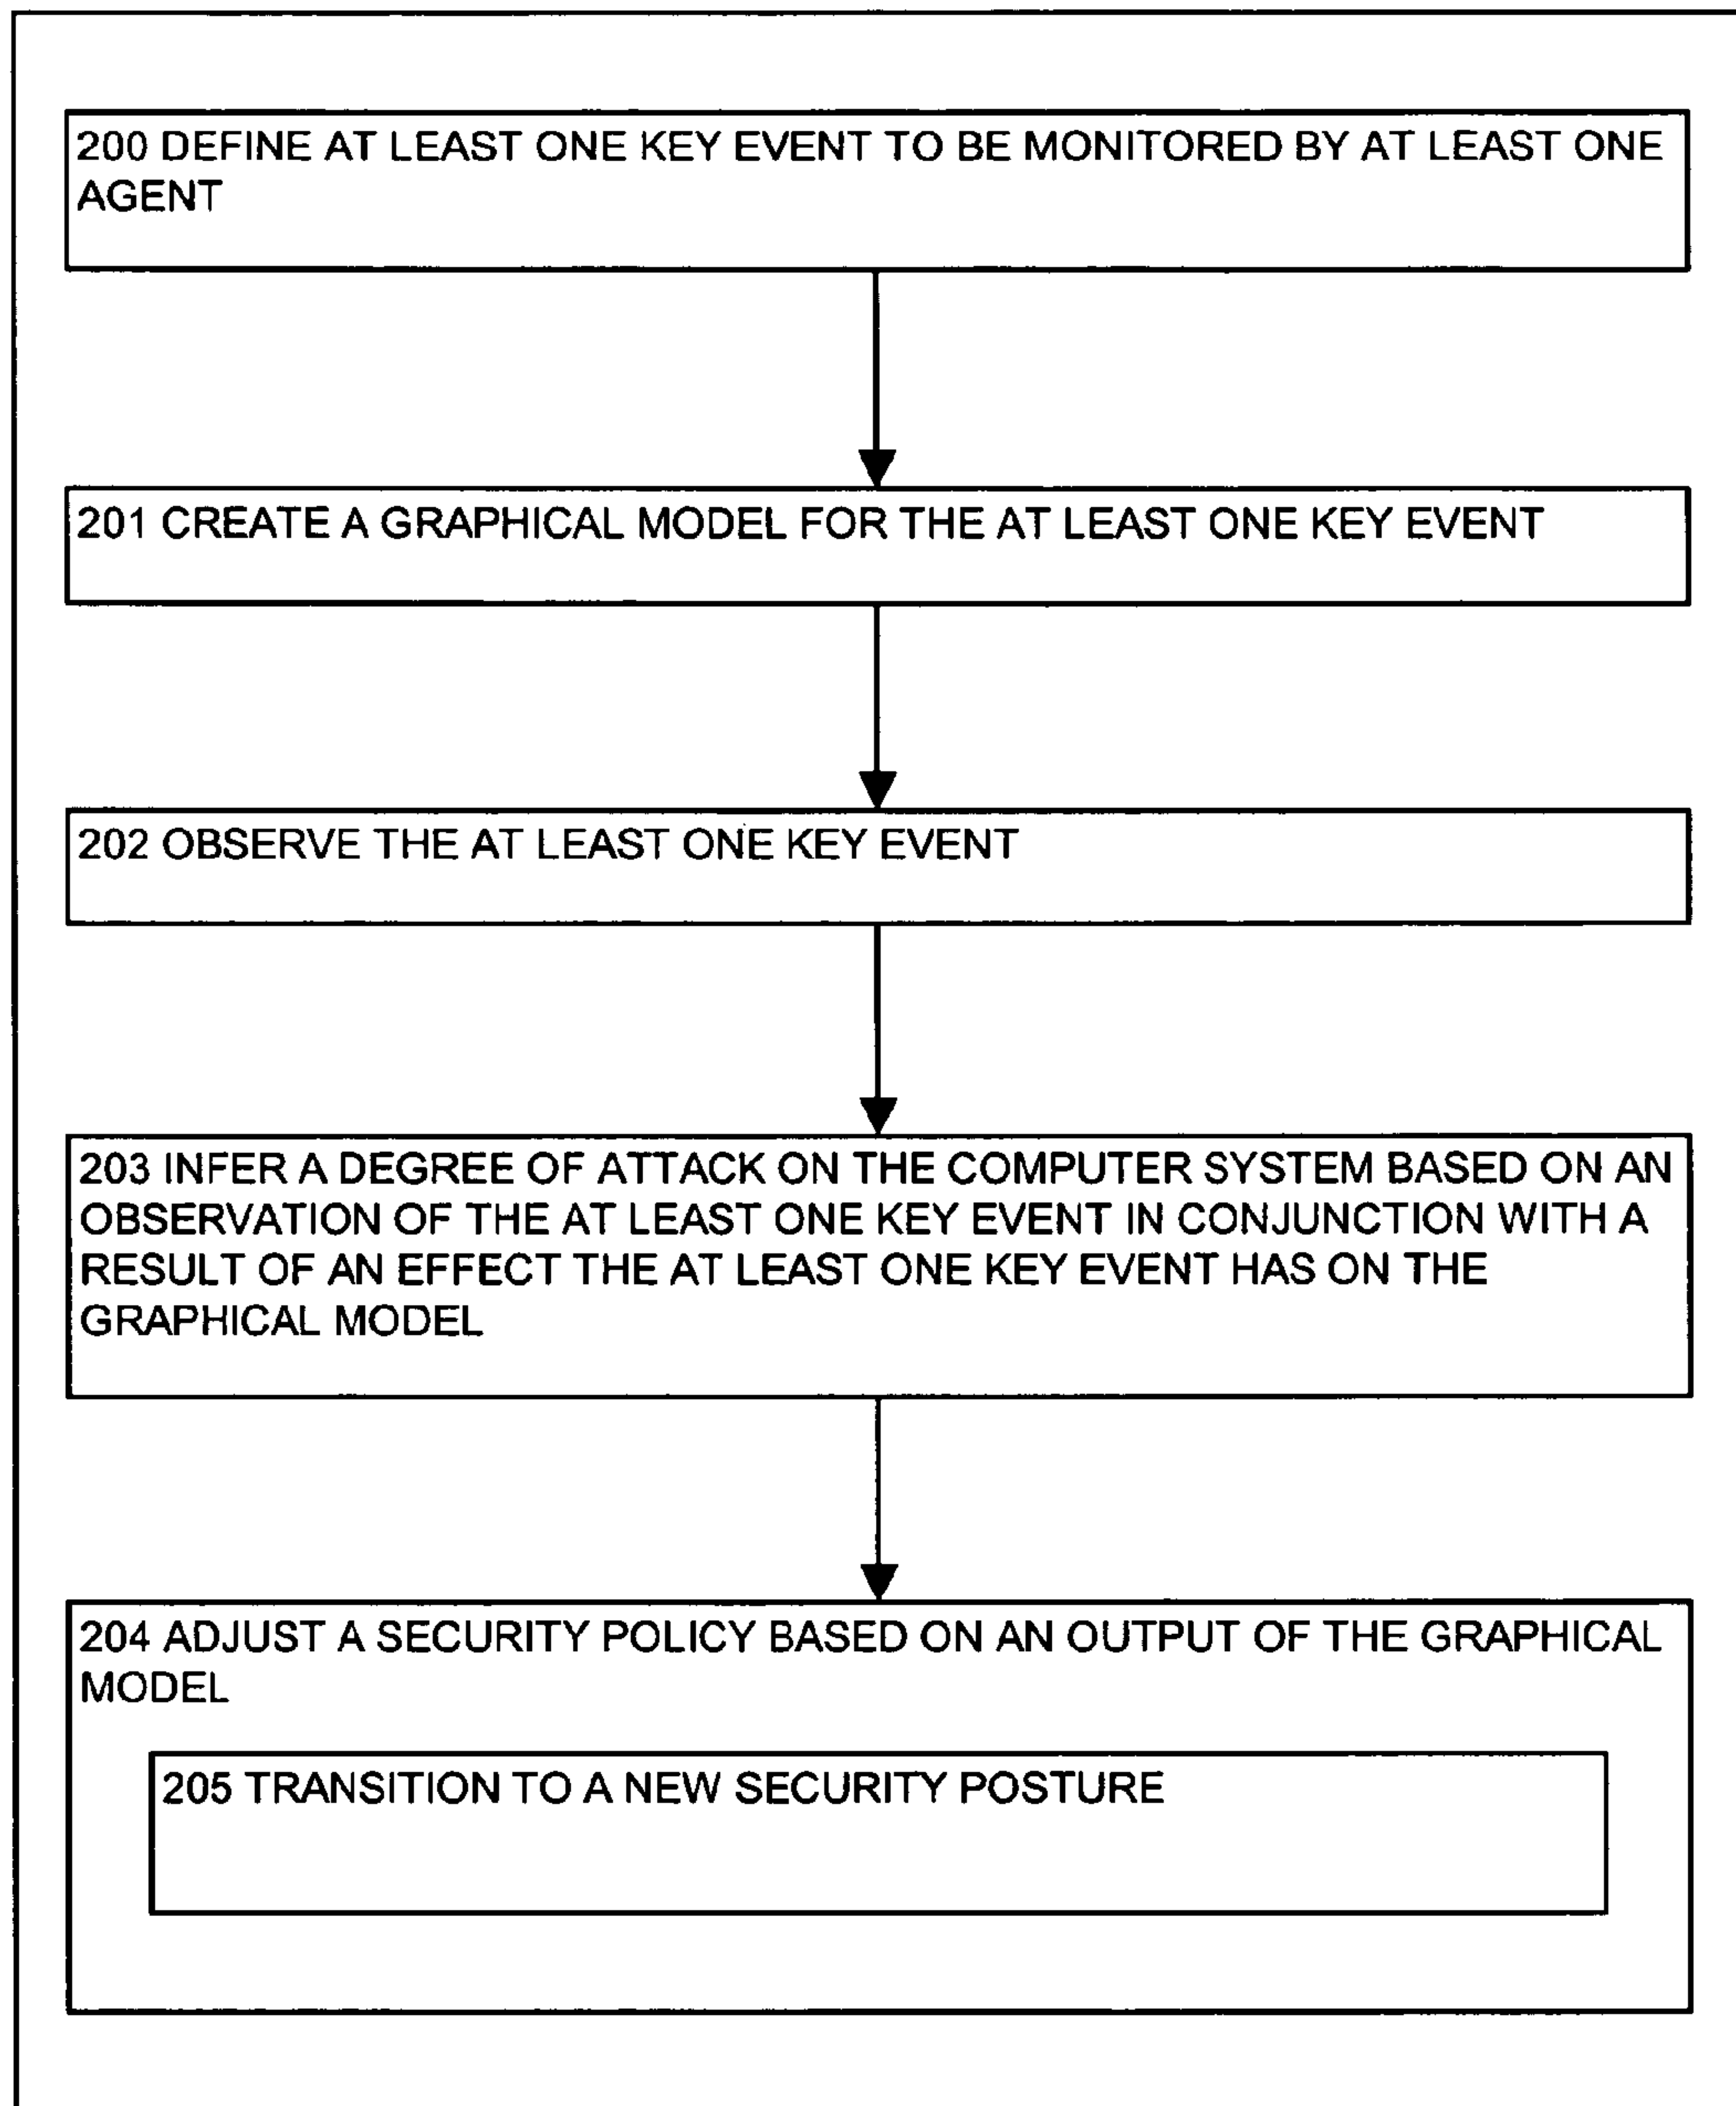 200 DEFINE AT LEAST ONE KEY EVENT TO BE MONITORED BY AT LEAST ONE
AGENT
201 CREATE A GRAPHICAL MODEL FOR THE AT LEAST ONE KEY EVENT
202 OBSERVE THE AT LEAST ONE KEY EVENT
203 INFER A DEGREE OF ATTACK ON THE COMPUTER SYSTEM BASED ON AN
OBSERVATION OF THE AT LEAST ONE KEY EVENT IN CONJUNCTION WITH A
RESULT OF AN EFFECT THE AT LEAST ONE KEY EVENT HAS ON THE
GRAPHICAL MODEL
204 ADJUST A SECURITY POLICY BASED ON AN OUTPUT OF THE GRAPHICAL
MODEL
205 TRANSITION TO A NEW SECURITY POSTURE